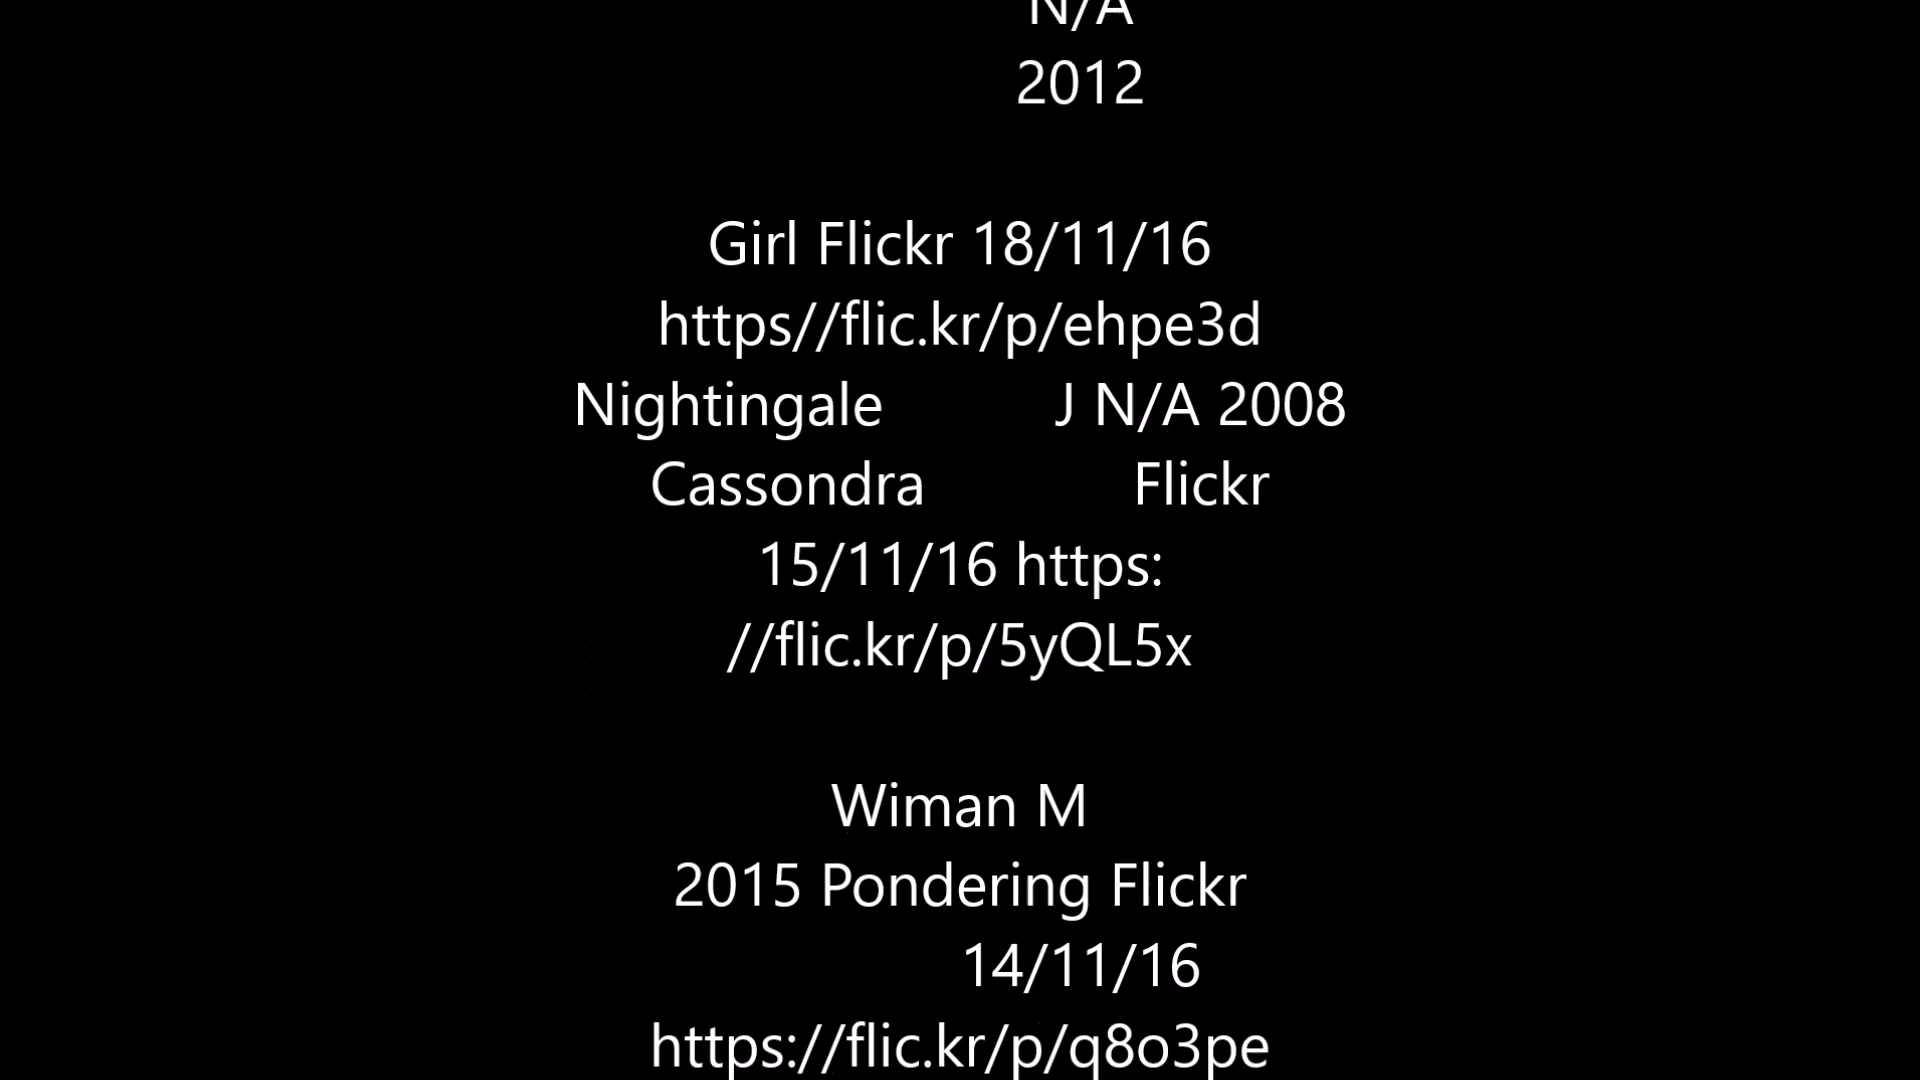 N/A
2012
Girl Flickr 18/11/16
https//flic.kr/p/ehpe3d
Nightingale J N/A 2008
Cassondra Flickr
15/11/16 https:
//flic.kr/p/5yQL5x
Wiman M
2015 Pondering Flickr
14/11/16
https://flic.kr/p/q8o3pe